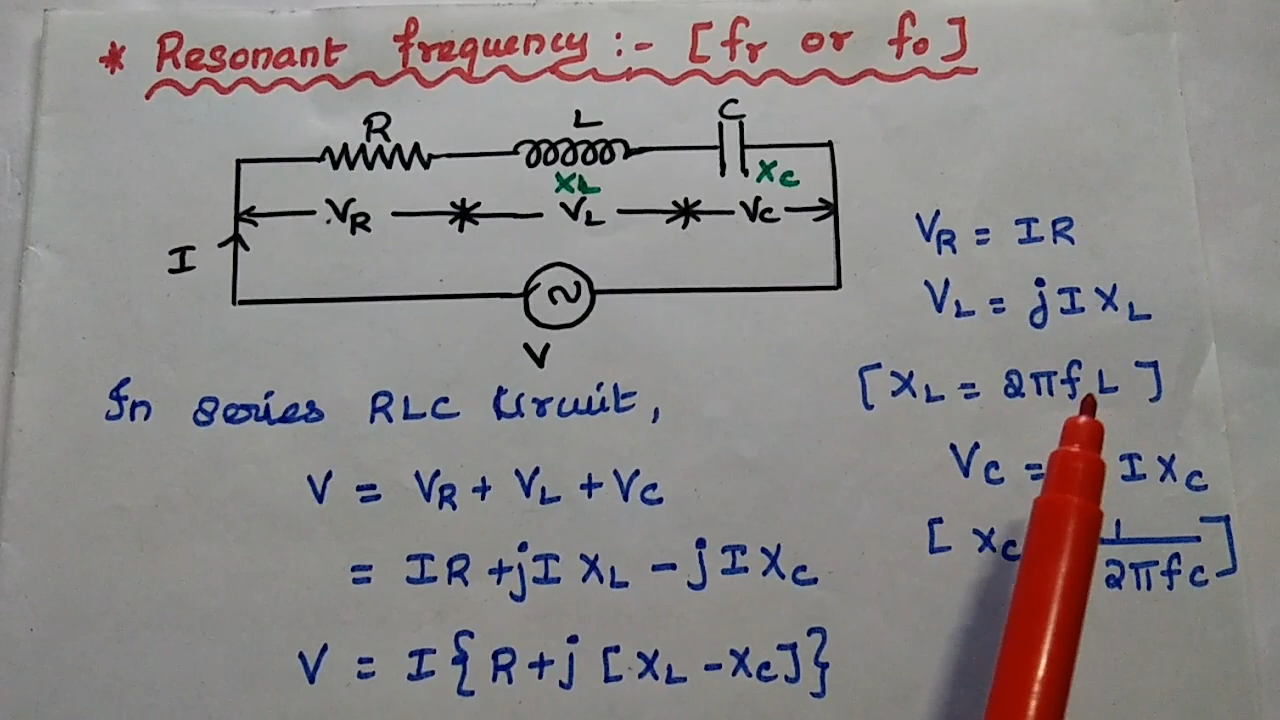 * Resonant frequency :- [fr or fo]
R L C
XL XC
VR VL VC
I
V
VR = IR
VL = jIXL
[XL = 2πfL]
VC = IXC
[XC 1/2πfC]
In series RLC Circuit,
V = VR + VL + VC
= IR + jIXL - jIXC
V = I{R+j[XL-XC]}